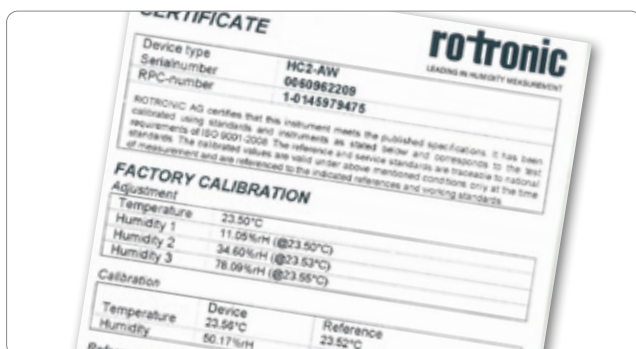 CERTIFICATE
rotronic
LEADING IN HUMIDITY MEASUREMENT
Device type HC2-AW
Serialnumber 0060962209
RPC-number 1-0145979475
ROTRONIC AG certifies that this instrument meets the published specifications. It has been
calibrated using standards and instruments as stated below and corresponds to the test
requirements of ISO 9001-2008. The reference and service standards are traceable to national
standards. The calibrated values are valid under above mentioned conditions only at the time
of measurement and are referenced to the indicated references and working standards.
FACTORY CALIBRATION
Adjustment
Temperature 23.50°C
Humidity 1 11.05%rH (@23.50°C)
Humidity 2 34.60%rH (@23.53°C)
Humidity 3 76.09%rH (@23.55°C)
Calibration
Device Reference
Temperature 23.56°C 23.52°C
Humidity 50.17%rH